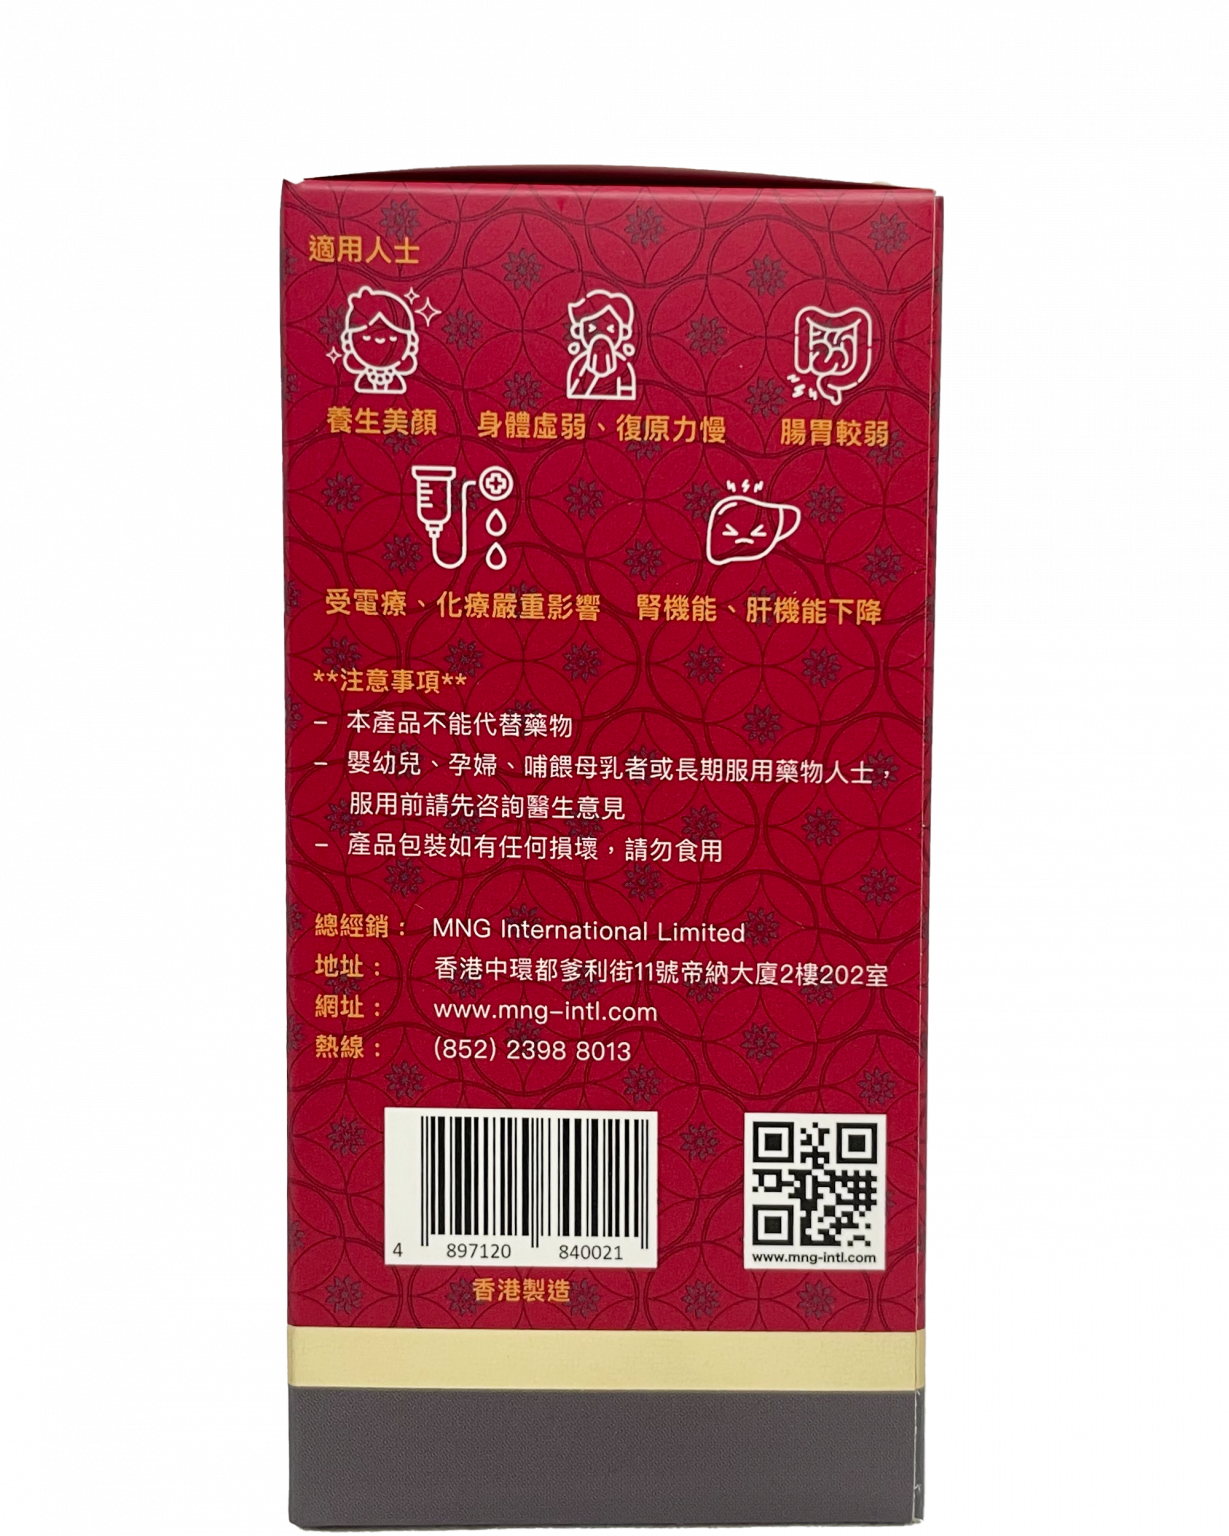 適用人士
養生美顏
身體虛弱、復原力慢
腸胃較弱
受電療、化療嚴重影響
腎機能、肝機能下降
**注意事項**
- 本產品不能代替藥物
- 嬰幼兒、孕婦、哺餵母乳者或長期服用藥物人士，
服用前請先咨詢醫生意見
- 產品包裝如有任何損壞，請勿食用
總經銷： MNG International Limited
地址： 香港中環都爹利街11號帝納大廈2樓202室
網址： www.mng-intl.com
熱線： (852) 2398 8013
4 897120 840021
www.mng-intl.com
香港製造